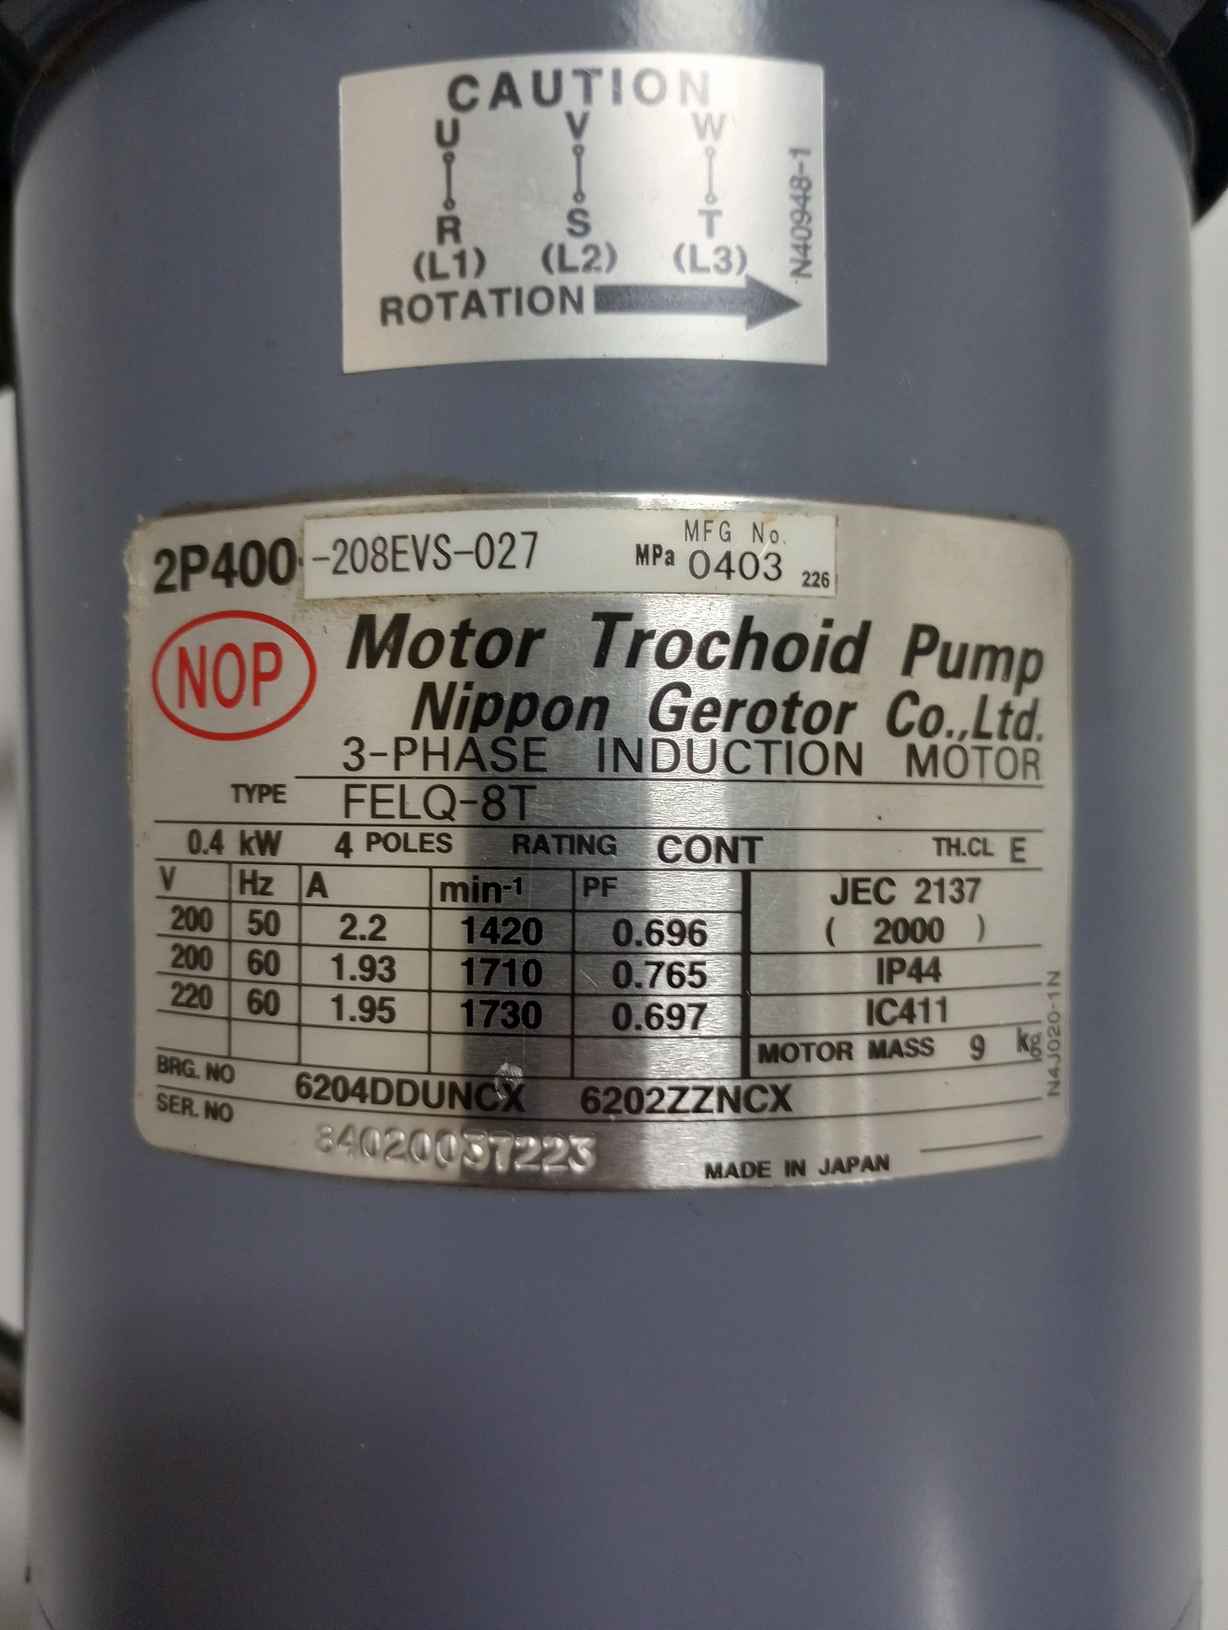 CAUTION
U V W
R S T
(L1) (L2) (L3)
ROTATION
N40948-1
2P400 -208EVS-027 MPa MFG No. 0403 226
NOP
Motor Trochoid Pump
Nippon Gerotor Co.,Ltd.
3-PHASE INDUCTION MOTOR
TYPE FELQ-8T
0.4 kW 4 POLES RATING CONT TH.CL E
V Hz A min-1 PF JEC 2137
200 50 2.2 1420 0.696 ( 2000 )
200 60 1.93 1710 0.765 IP44
220 60 1.95 1730 0.697 IC411
MOTOR MASS 9 kg
BRG. NO 6204DDUNCX 6202ZZNCX
SER. NO 84020037223
MADE IN JAPAN
N4J020-1N